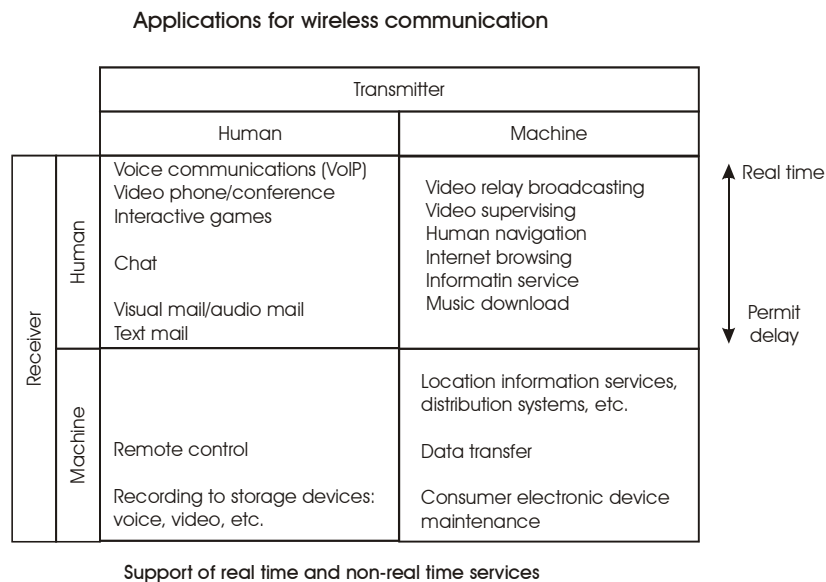 Applications for wireless communication
Transmitter
Human
Machine
Receiver
Human
Voice communications (VoIP)
Video phone/conference
Interactive games
Chat
Visual mail/audio mail
Text mail
Video relay broadcasting
Video supervising
Human navigation
Internet browsing
Informatin service
Music download
Real time
Permit
delay
Machine
Remote control
Recording to storage devices:
voice, video, etc.
Location information services,
distribution systems, etc.
Data transfer
Consumer electronic device
maintenance
Support of real time and non-real time services